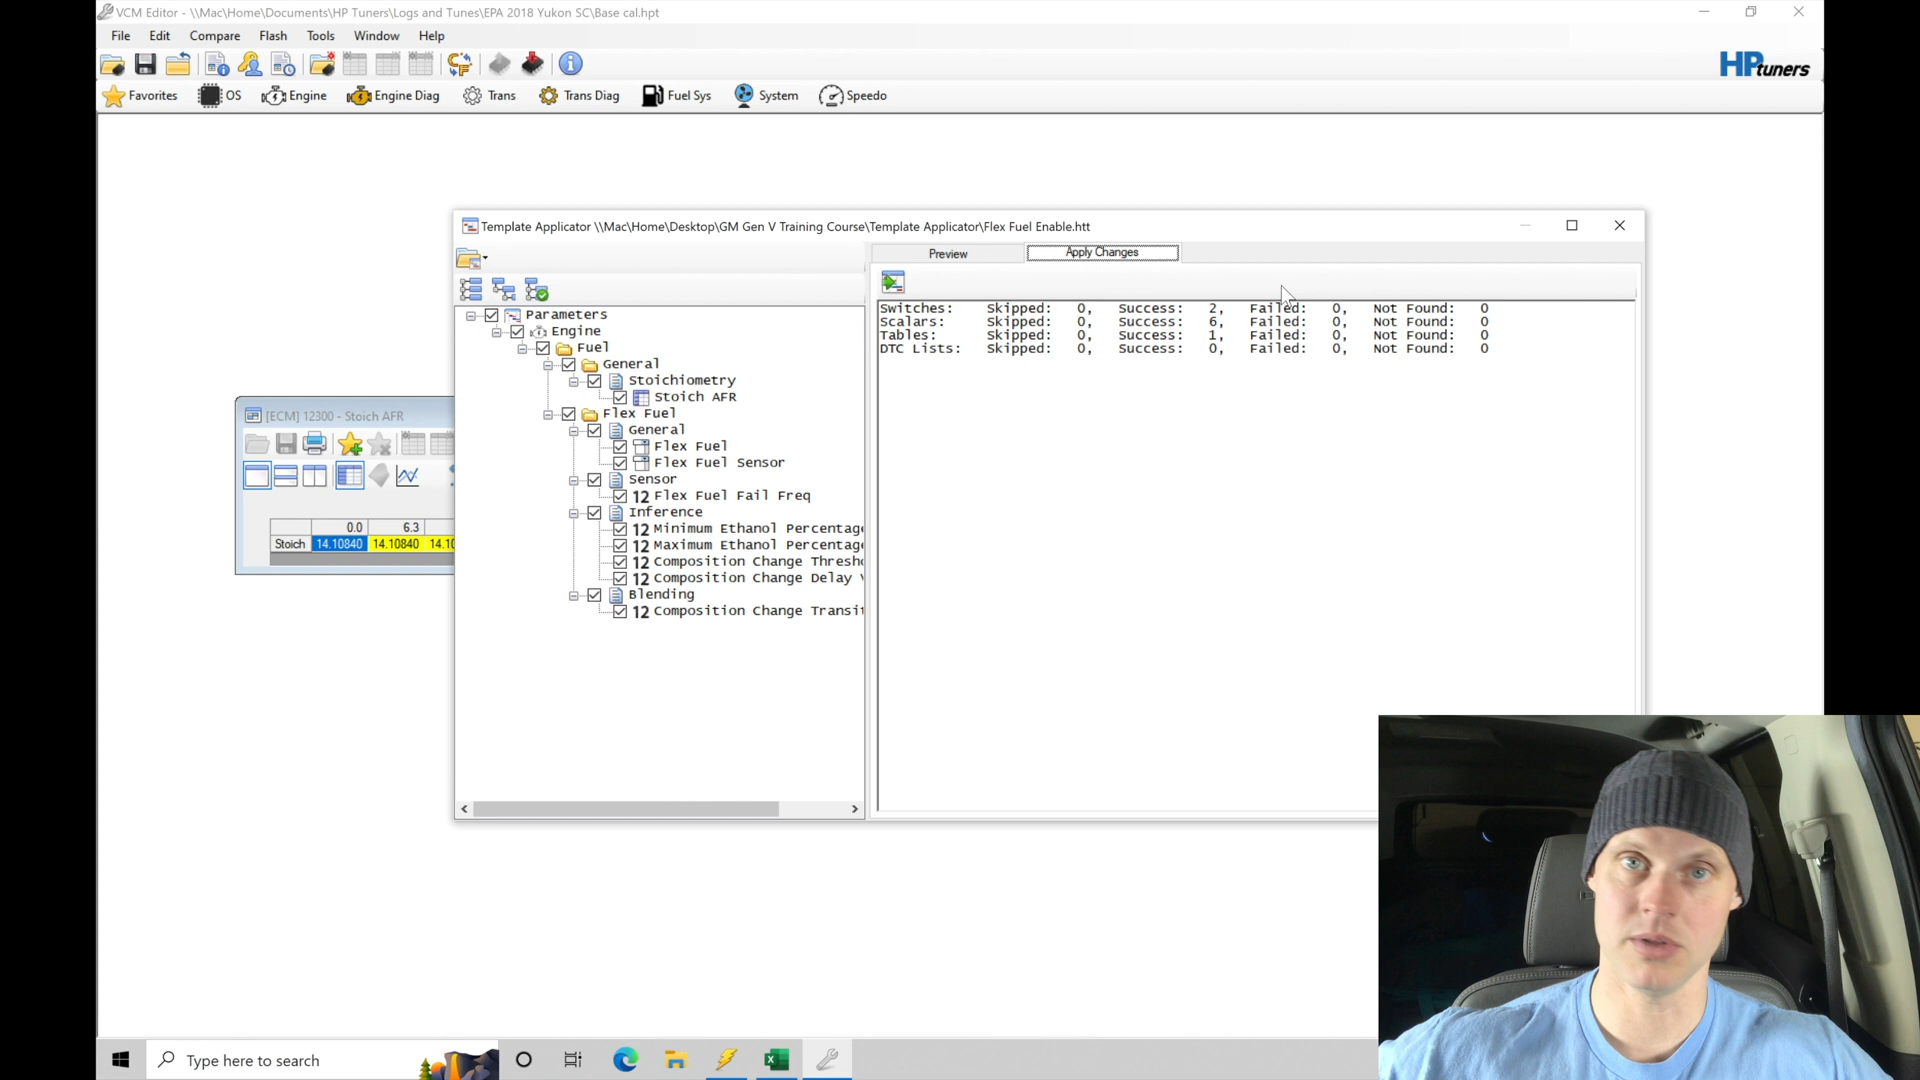 VCM Editor - \\Mac\Home\Documents\HP Tuners\Logs and Tunes\EPA 2018 Yukon SC\Base cal.hpt
File Edit Compare Flash Tools Window Help
HPtuners
Favorites OS Engine Engine Diag Trans Trans Diag Fuel Sys System Speedo
Template Applicator \\Mac\Home\Desktop\GM Gen V Training Course\Template Applicator\Flex Fuel Enable.htt
Preview Apply Changes
Switches: Skipped: 0, Success: 2, Failed: 0, Not Found: 0
Scalars: Skipped: 0, Success: 6, Failed: 0, Not Found: 0
Tables: Skipped: 0, Success: 1, Failed: 0, Not Found: 0
DTC Lists: Skipped: 0, Success: 0, Failed: 0, Not Found: 0
Parameters
Engine
Fuel
General
Stoichiometry
Stoich AFR
Flex Fuel
General
Flex Fuel
Flex Fuel Sensor
Sensor
12 Flex Fuel Fail Freq
Inference
12 Minimum Ethanol Percentage
12 Maximum Ethanol Percentage
12 Composition Change Thresho
12 Composition Change Delay V
Blending
12 Composition Change Transit
[ECM] 12300 - Stoich AFR
0.0 6.3
Stoich 14.10840 14.10840 14.10
Type here to search